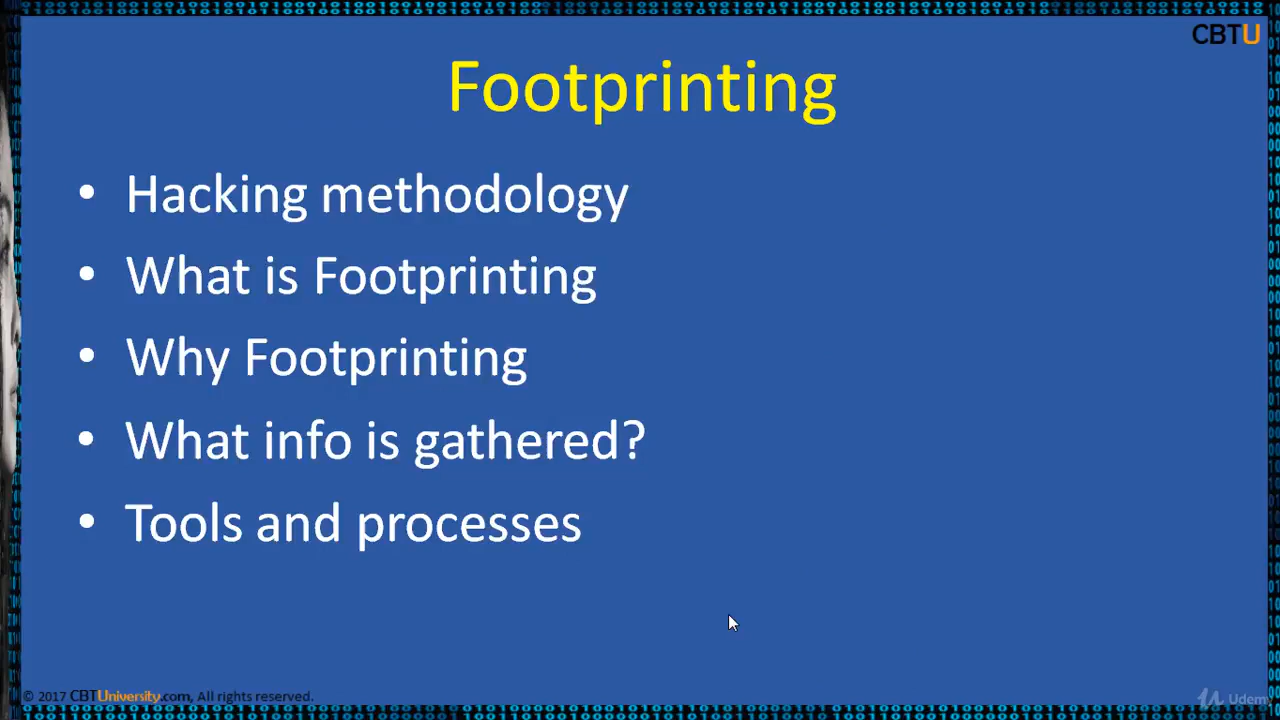 CBTU
Footprinting
• Hacking methodology
• What is Footprinting
• Why Footprinting
• What info is gathered?
• Tools and processes
© 2017 CBTUniversity.com, All rights reserved.
Udemy